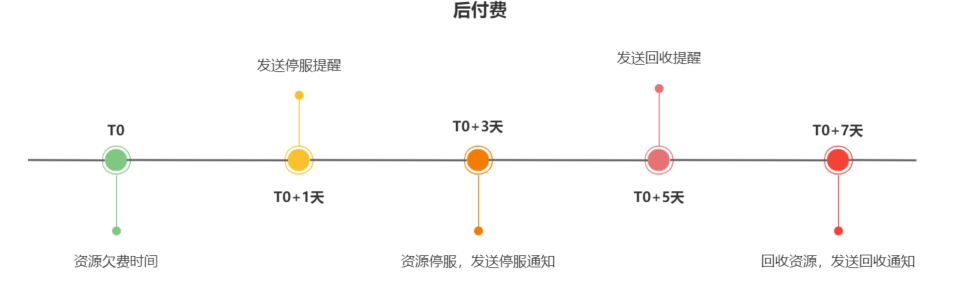 后付费
发送停服提醒
发送回收提醒
T0
T0+3天
T0+7天
T0+1天
T0+5天
资源欠费时间
资源停服，发送停服通知
回收资源，发送回收通知